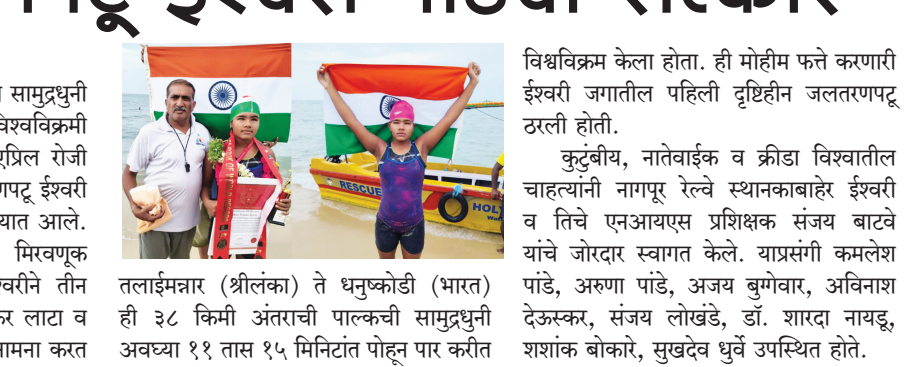 ईश्वरी
सत्कार
सामुद्रधुनी
विश्वविक्रमी
रोजी
ईश्वरी
आले.
मिरवणूक
तीन
लाटा व
करत
RESCUE
तलाईमन्नार (श्रीलंका) ते धनुष्कोडी (भारत)
ही ३८ किमी अंतराची पाल्कची सामुद्रधुनी
अवघ्या ११ तास १५ मिनिटांत पोहून पार करीत
विश्वविक्रम केला होता. ही मोहीम फत्ते करणारी
ईश्वरी जगातील पहिली दृष्टिहीन जलतरणपटू
ठरली होती.
कुटुंबीय, नातेवाईक व क्रीडा विश्वातील
चाहत्यांनी नागपूर रेल्वे स्थानकाबाहेर ईश्वरी
व तिचे एनआयएस प्रशिक्षक संजय बाटवे
यांचे जोरदार स्वागत केले. याप्रसंगी कमलेश
पांडे, अरुणा पांडे, अजय बुग्गेवार, अविनाश
देऊस्कर, संजय लोखंडे, डॉ. शारदा नायडू,
शशांक बोकारे, सुखदेव धुर्वे उपस्थित होते.